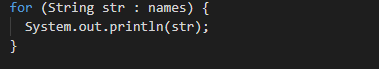 for (String str : names) {
  System.out.println(str);
}